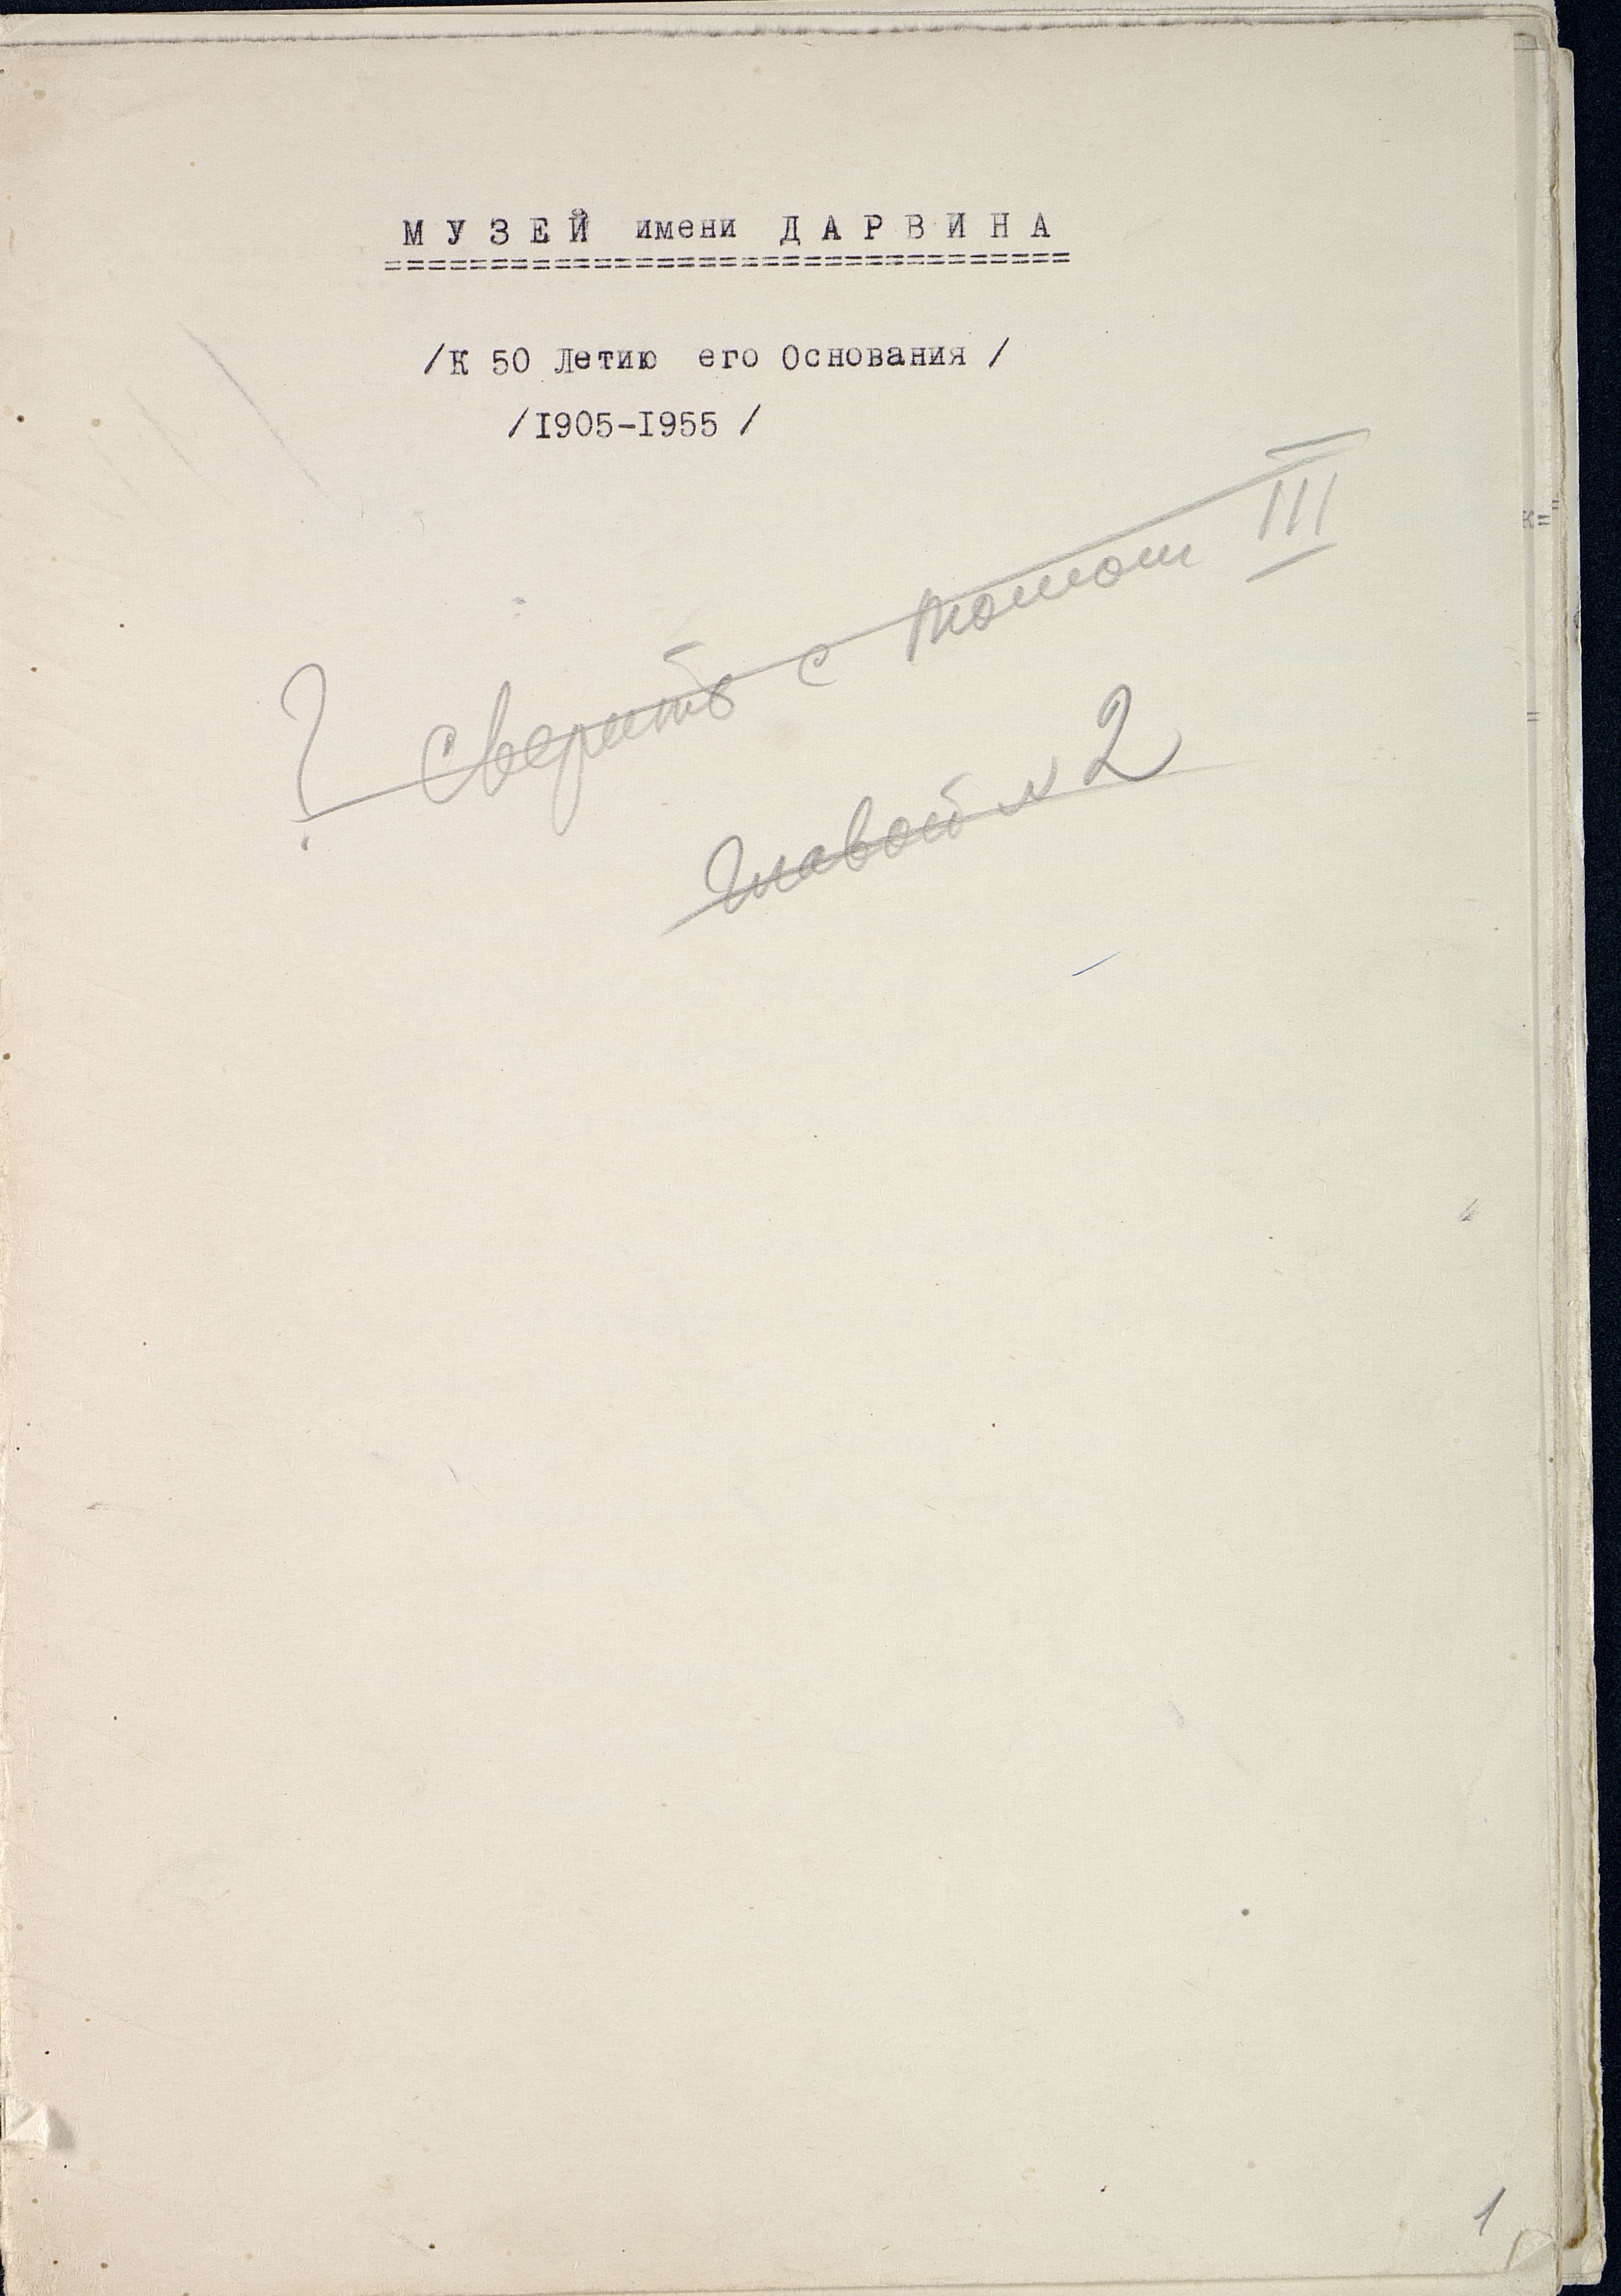 МУЗЕЙ имени ДАРВИНА
/К 50 Летию его Основания /
/I905-I955 /
? Сверить с томом III
Главой № 2
1